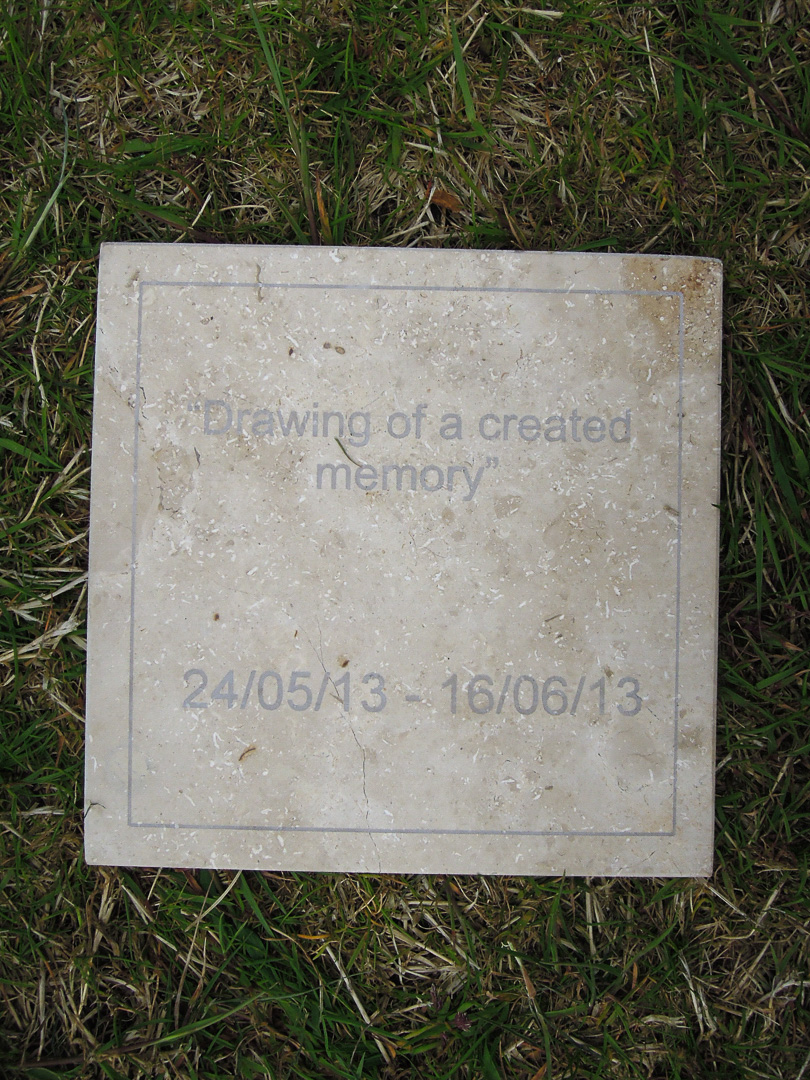 “Drawing of a created
memory”
24/05/13 - 16/06/13